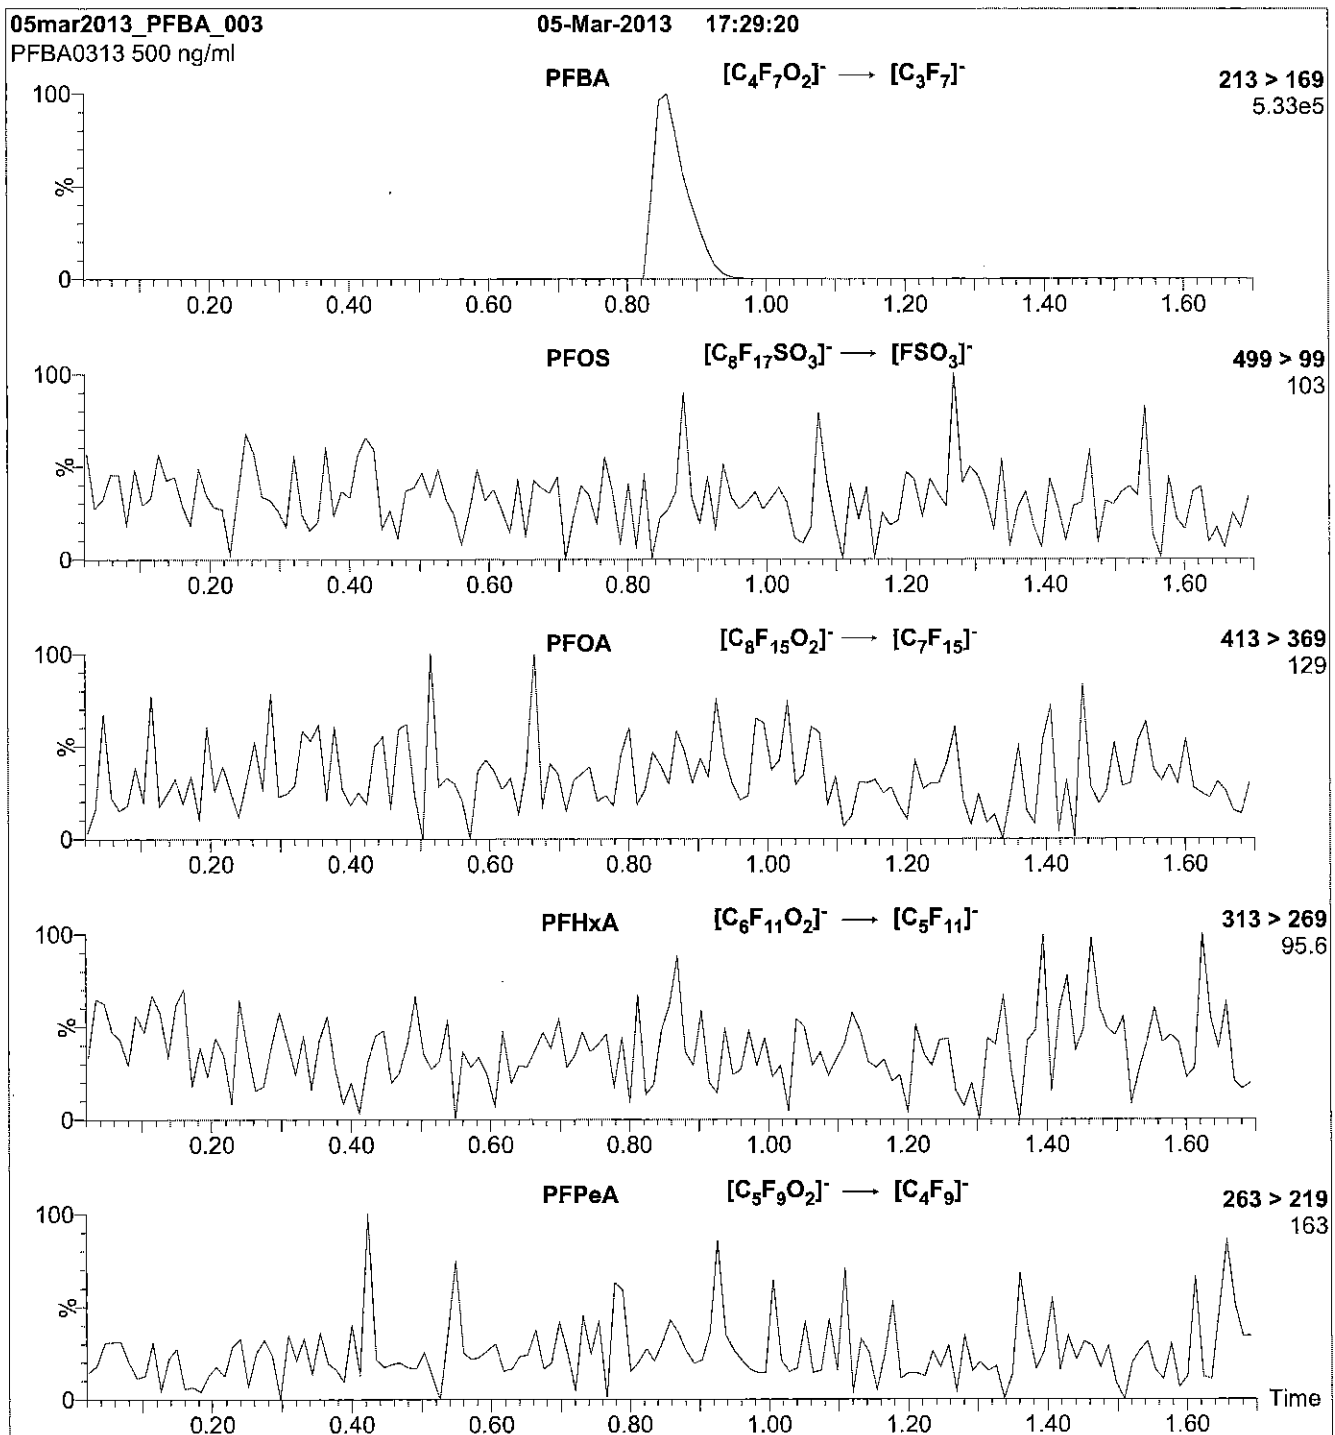 05mar2013_PFBA_003 05-Mar-2013 17:29:20
PFBA0313 500 ng/ml
PFBA [C₄F₇O₂]⁻ → [C₃F₇]⁻ 213 > 169
5.33e5
100
%
0
0.20 0.40 0.60 0.80 1.00 1.20 1.40 1.60
PFOS [C₈F₁₇SO₃]⁻ → [FSO₃]⁻ 499 > 99
103
100
%
0
0.20 0.40 0.60 0.80 1.00 1.20 1.40 1.60
PFOA [C₈F₁₅O₂]⁻ → [C₇F₁₅]⁻ 413 > 369
129
100
%
0
0.20 0.40 0.60 0.80 1.00 1.20 1.40 1.60
PFHxA [C₆F₁₁O₂]⁻ → [C₅F₁₁]⁻ 313 > 269
95.6
100
%
0
0.20 0.40 0.60 0.80 1.00 1.20 1.40 1.60
PFPeA [C₅F₉O₂]⁻ → [C₄F₉]⁻ 263 > 219
163
100
%
0 Time
0.20 0.40 0.60 0.80 1.00 1.20 1.40 1.60